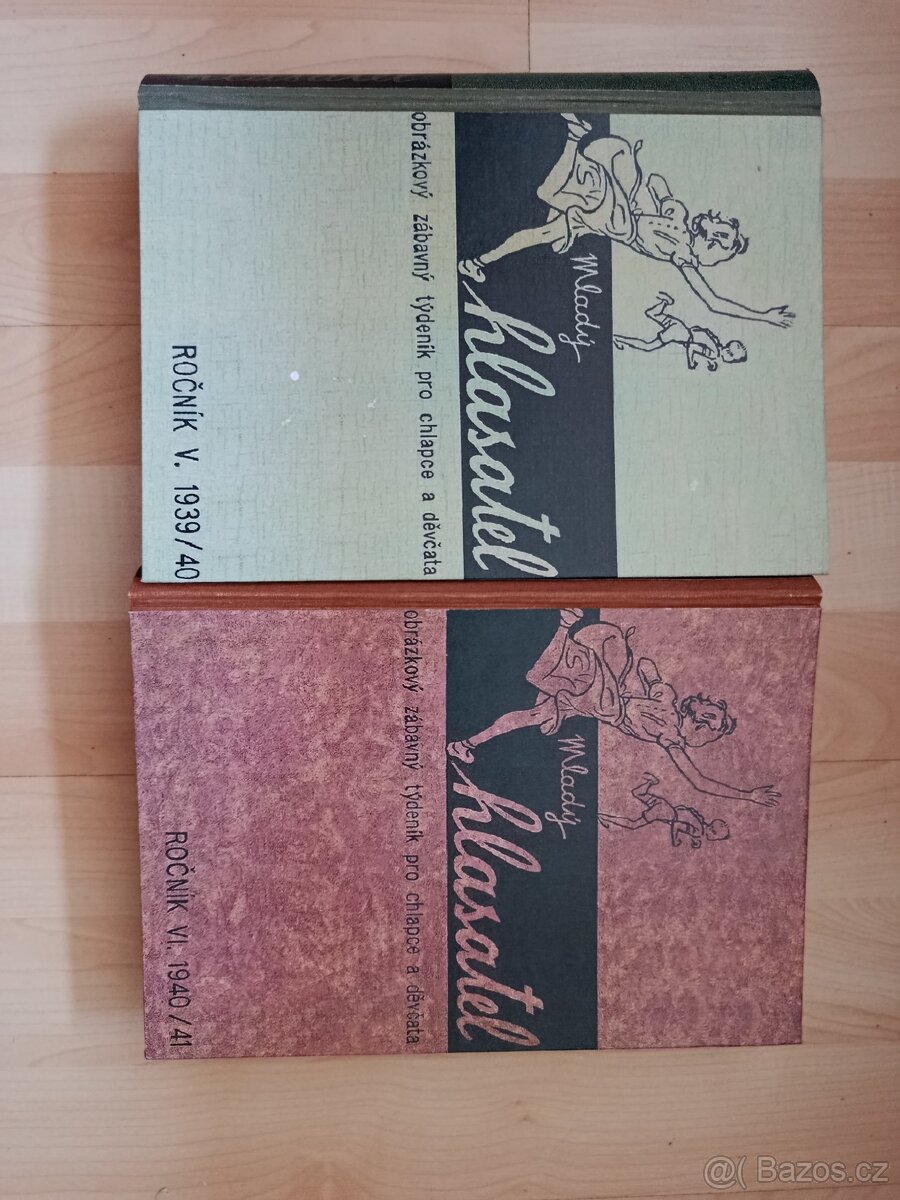 Mladý
hlasatel
obrázkový zábavný týdeník pro chlapce a děvčata
ROČNÍK V. 1939/40
Mladý
hlasatel
obrázkový zábavný týdeník pro chlapce a děvčata
ROČNÍK VI. 1940/41
@( Bazos.cz